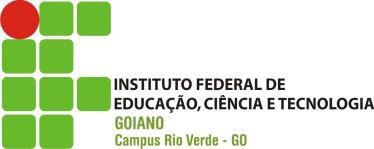 INSTITUTO FEDERAL DE
EDUCAÇÃO, CIÊNCIA E TECNOLOGIA
GOIANO
Campus Rio Verde - GO